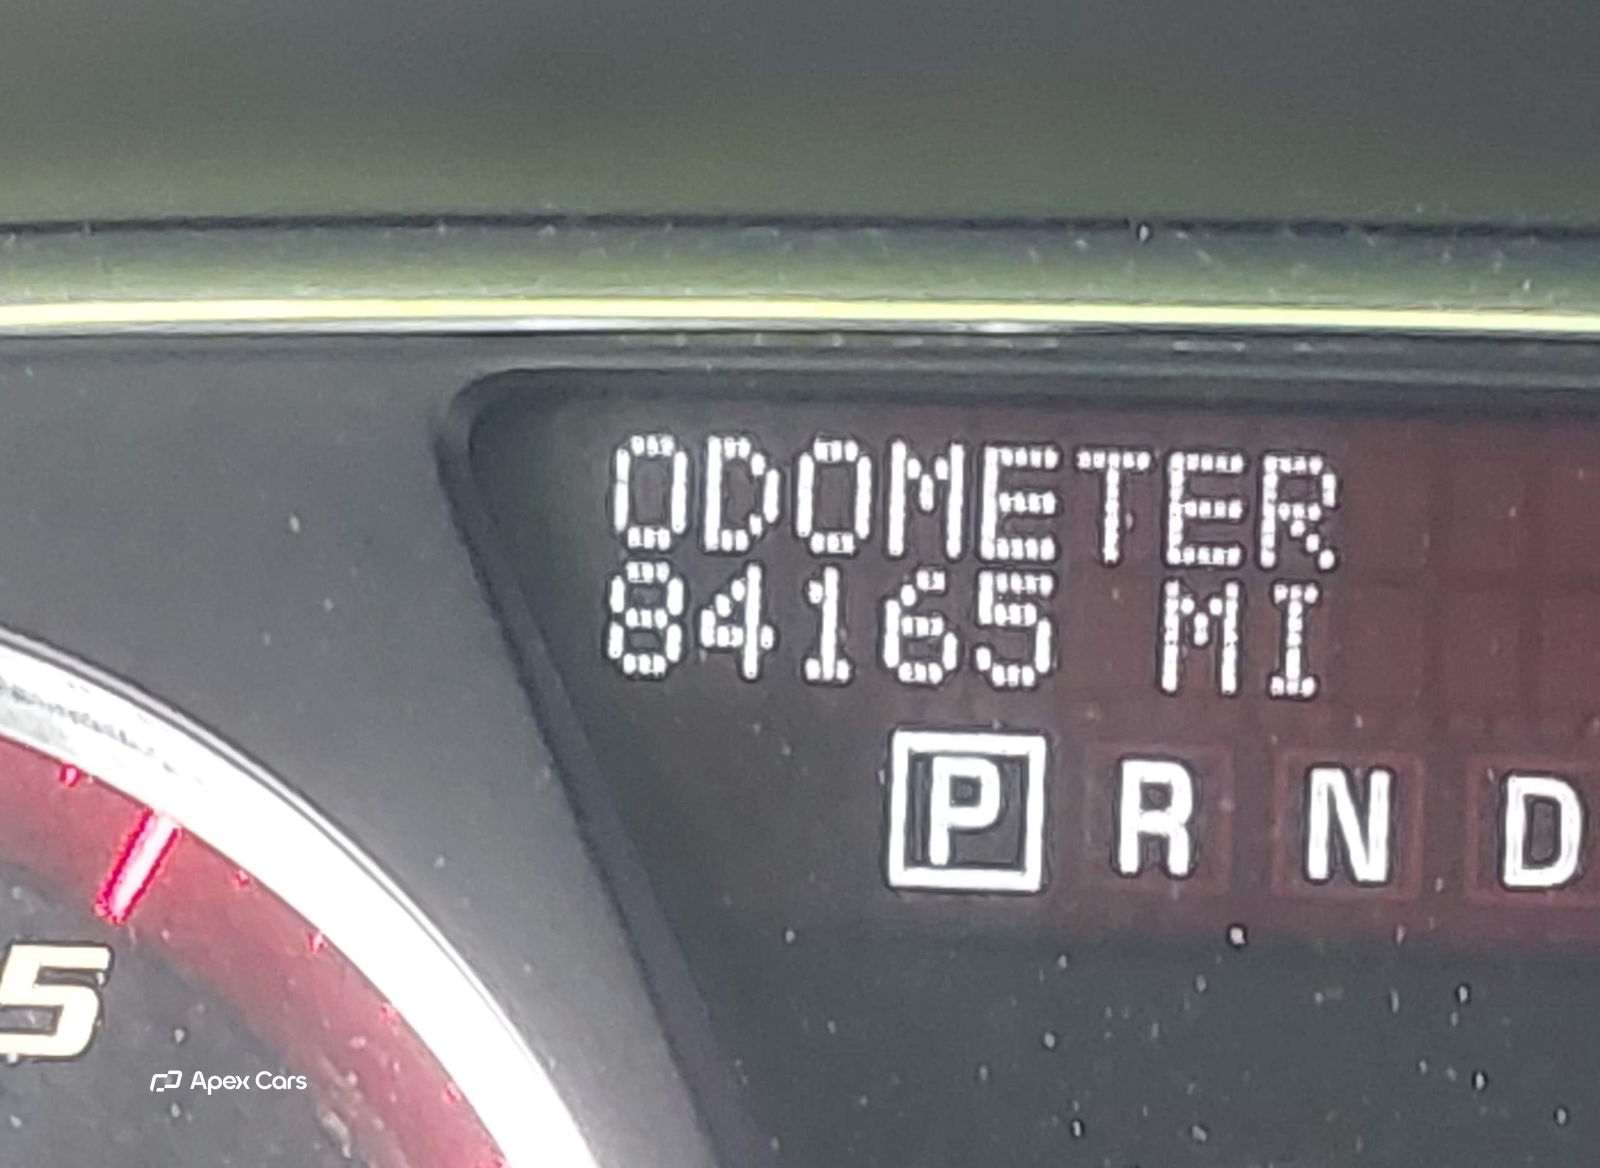 ODOMETER
84165 MI
P R N D
5
Apex Cars